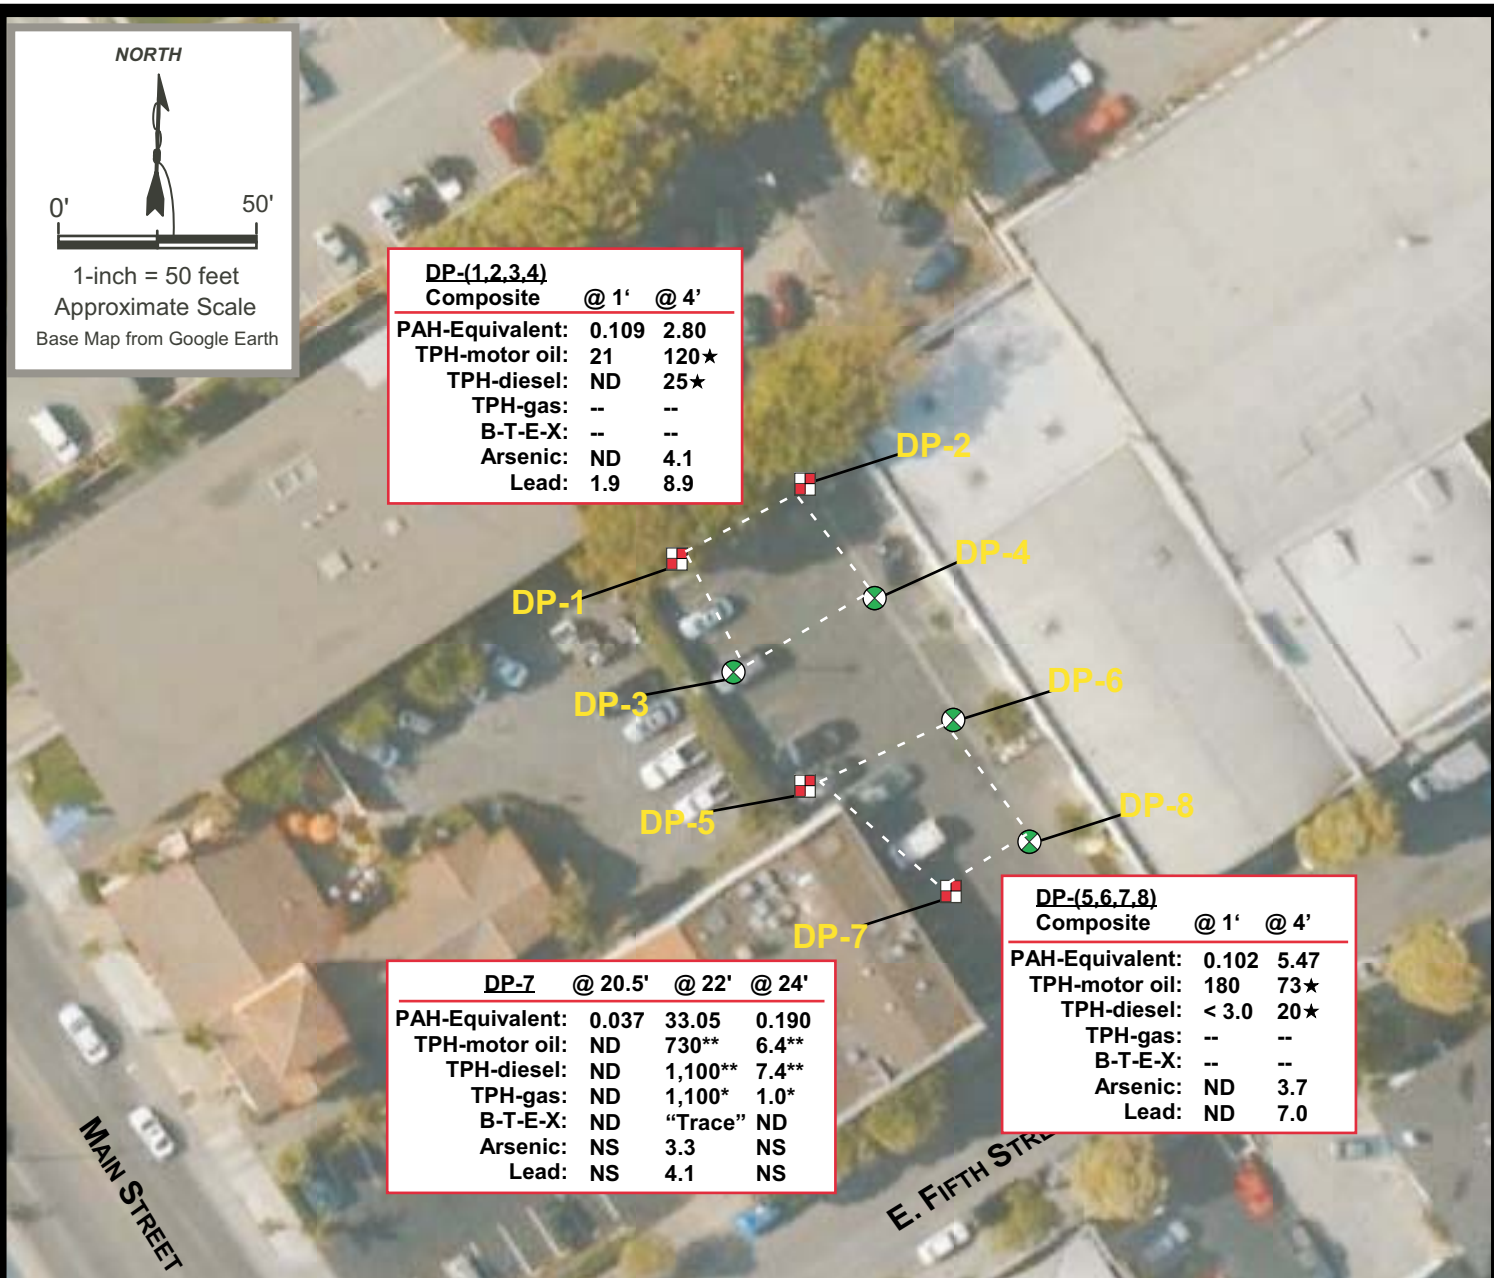 NORTH
0' 50'
1-inch = 50 feet
Approximate Scale
Base Map from Google Earth
DP-(1,2,3,4)
Composite @ 1‘ @ 4’
PAH-Equivalent: 0.109 2.80
TPH-motor oil: 21 120★
TPH-diesel: ND 25★
TPH-gas: -- --
B-T-E-X: -- --
Arsenic: ND 4.1
Lead: 1.9 8.9
DP-2
DP-4
DP-1
DP-3
DP-6
DP-5
DP-8
DP-7
DP-(5,6,7,8)
Composite @ 1‘ @ 4’
PAH-Equivalent: 0.102 5.47
TPH-motor oil: 180 73★
TPH-diesel: < 3.0 20★
TPH-gas: -- --
B-T-E-X: -- --
Arsenic: ND 3.7
Lead: ND 7.0
DP-7 @ 20.5' @ 22' @ 24'
PAH-Equivalent: 0.037 33.05 0.190
TPH-motor oil: ND 730** 6.4**
TPH-diesel: ND 1,100** 7.4**
TPH-gas: ND 1,100* 1.0*
B-T-E-X: ND “Trace” ND
Arsenic: NS 3.3 NS
Lead: NS 4.1 NS
MAIN STREET
E. FIFTH STRE